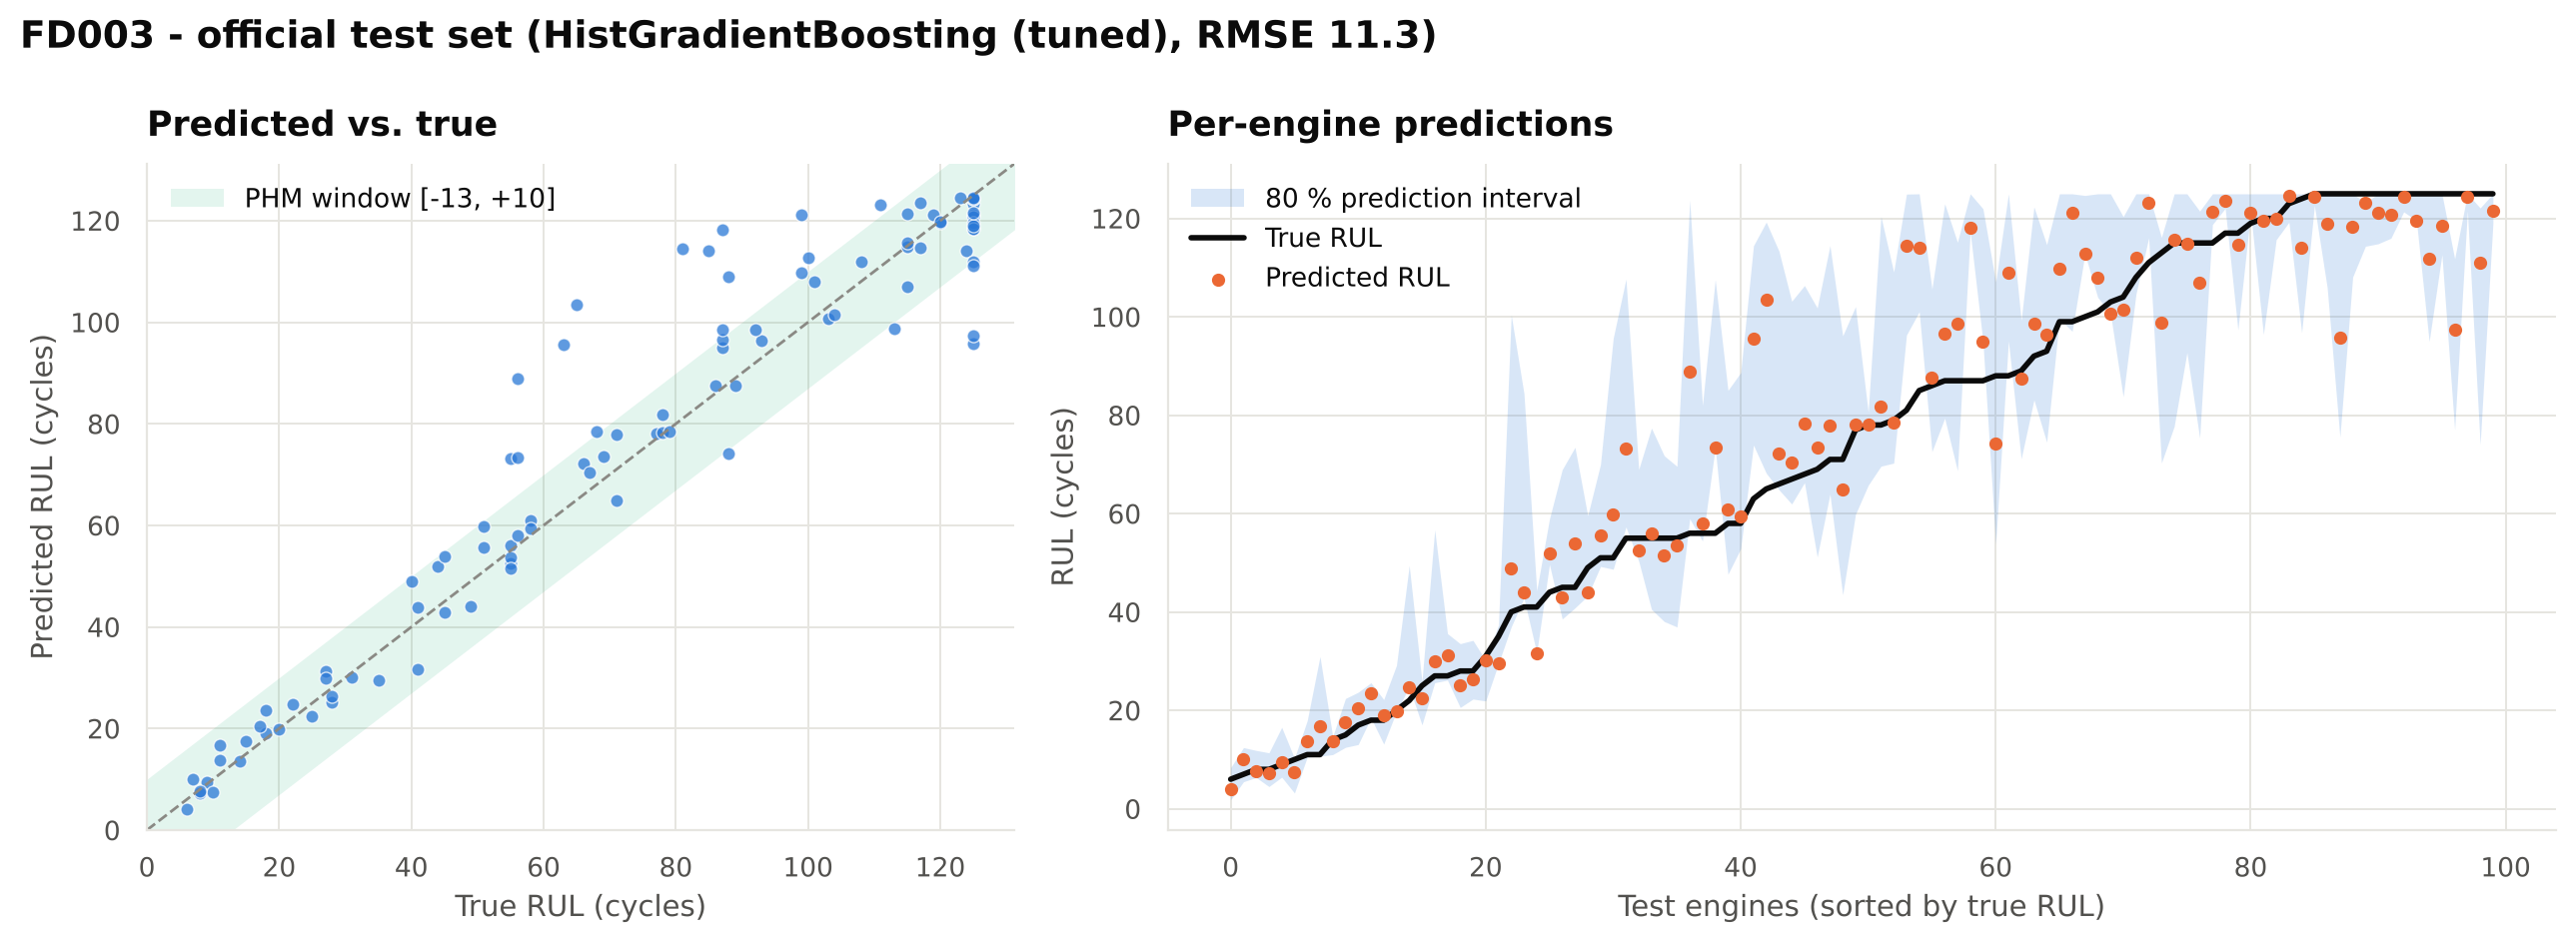 FD003 - official test set (HistGradientBoosting (tuned), RMSE 11.3)
Predicted vs. true
PHM window [-13, +10]
Predicted RUL (cycles)
120
100
80
60
40
20
0
0 20 40 60 80 100 120
True RUL (cycles)
Per-engine predictions
80 % prediction interval
True RUL
Predicted RUL
RUL (cycles)
120
100
80
60
40
20
0
0 20 40 60 80 100
Test engines (sorted by true RUL)